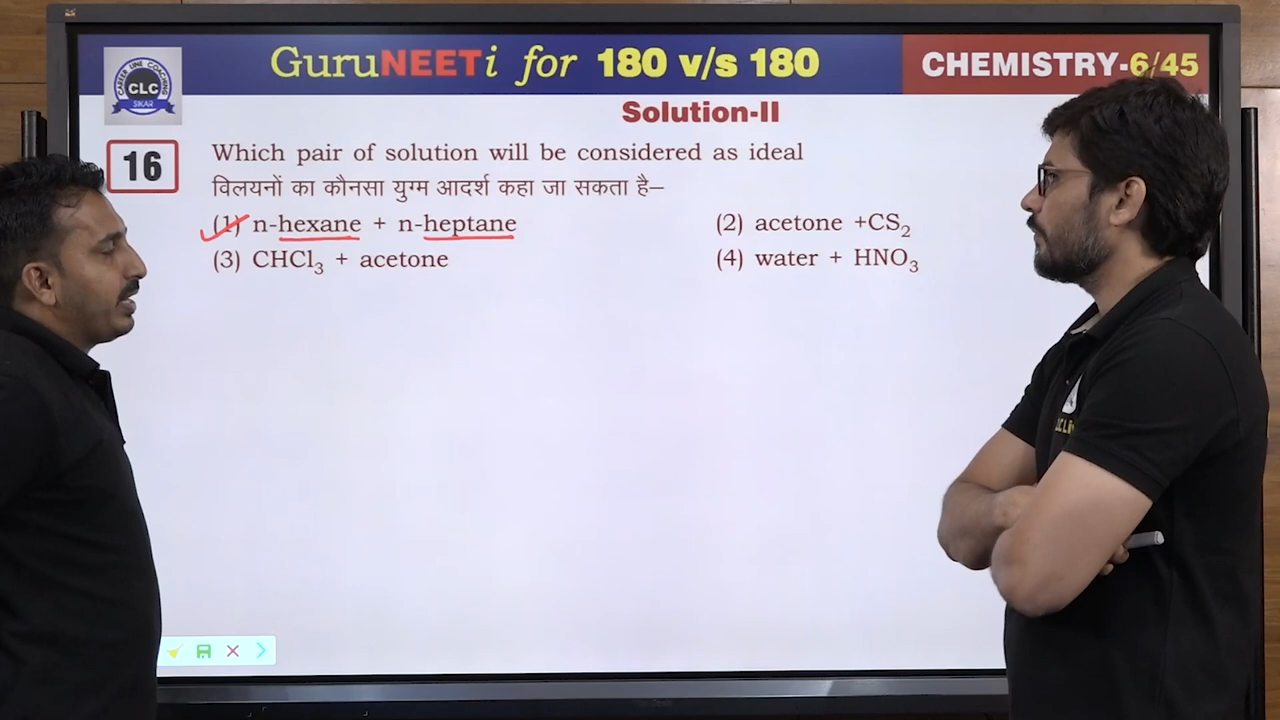 GuruNEETi for 180 v/s 180
CHEMISTRY-6/45
CAREER LINE COACHING
CLC
SIKAR
Solution-II
16
Which pair of solution will be considered as ideal
विलयनों का कौनसा युग्म आदर्श कहा जा सकता है–
(1) n-hexane + n-heptane
(2) acetone +CS₂
(3) CHCl₃ + acetone
(4) water + HNO₃